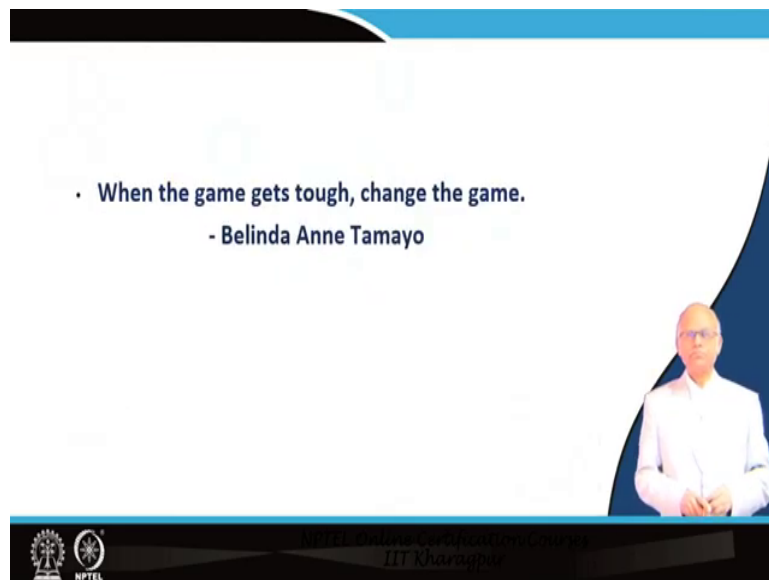 • When the game gets tough, change the game.
- Belinda Anne Tamayo
NPTEL Online Certification Courses
IIT Kharagpur
NPTEL